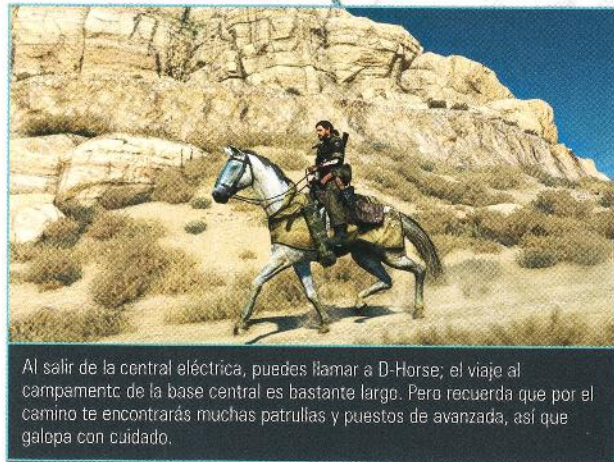 Al salir de la central eléctrica, puedes llamar a D-Horse; el viaje al
campamento de la base central es bastante largo. Pero recuerda que por el
camino te encontrarás muchas patrullas y puestos de avanzada, así que
galopa con cuidado.